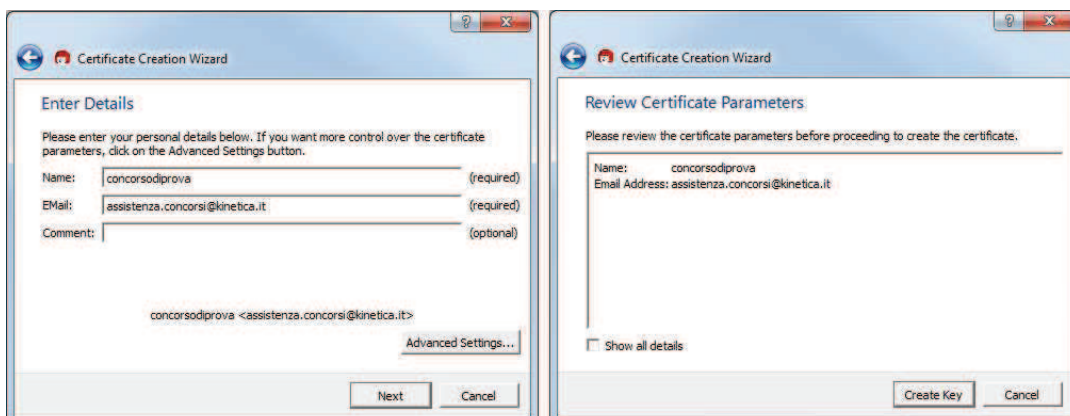 Certificate Creation Wizard
Enter Details
Please enter your personal details below. If you want more control over the certificate
parameters, click on the Advanced Settings button.
Name: concorsodiprova (required)
EMail: assistenza.concorsi@kinetica.it (required)
Comment: (optional)
concorsodiprova <assistenza.concorsi@kinetica.it>
Advanced Settings...
Next Cancel
Certificate Creation Wizard
Review Certificate Parameters
Please review the certificate parameters before proceeding to create the certificate.
Name: concorsodiprova
Email Address: assistenza.concorsi@kinetica.it
Show all details
Create Key Cancel